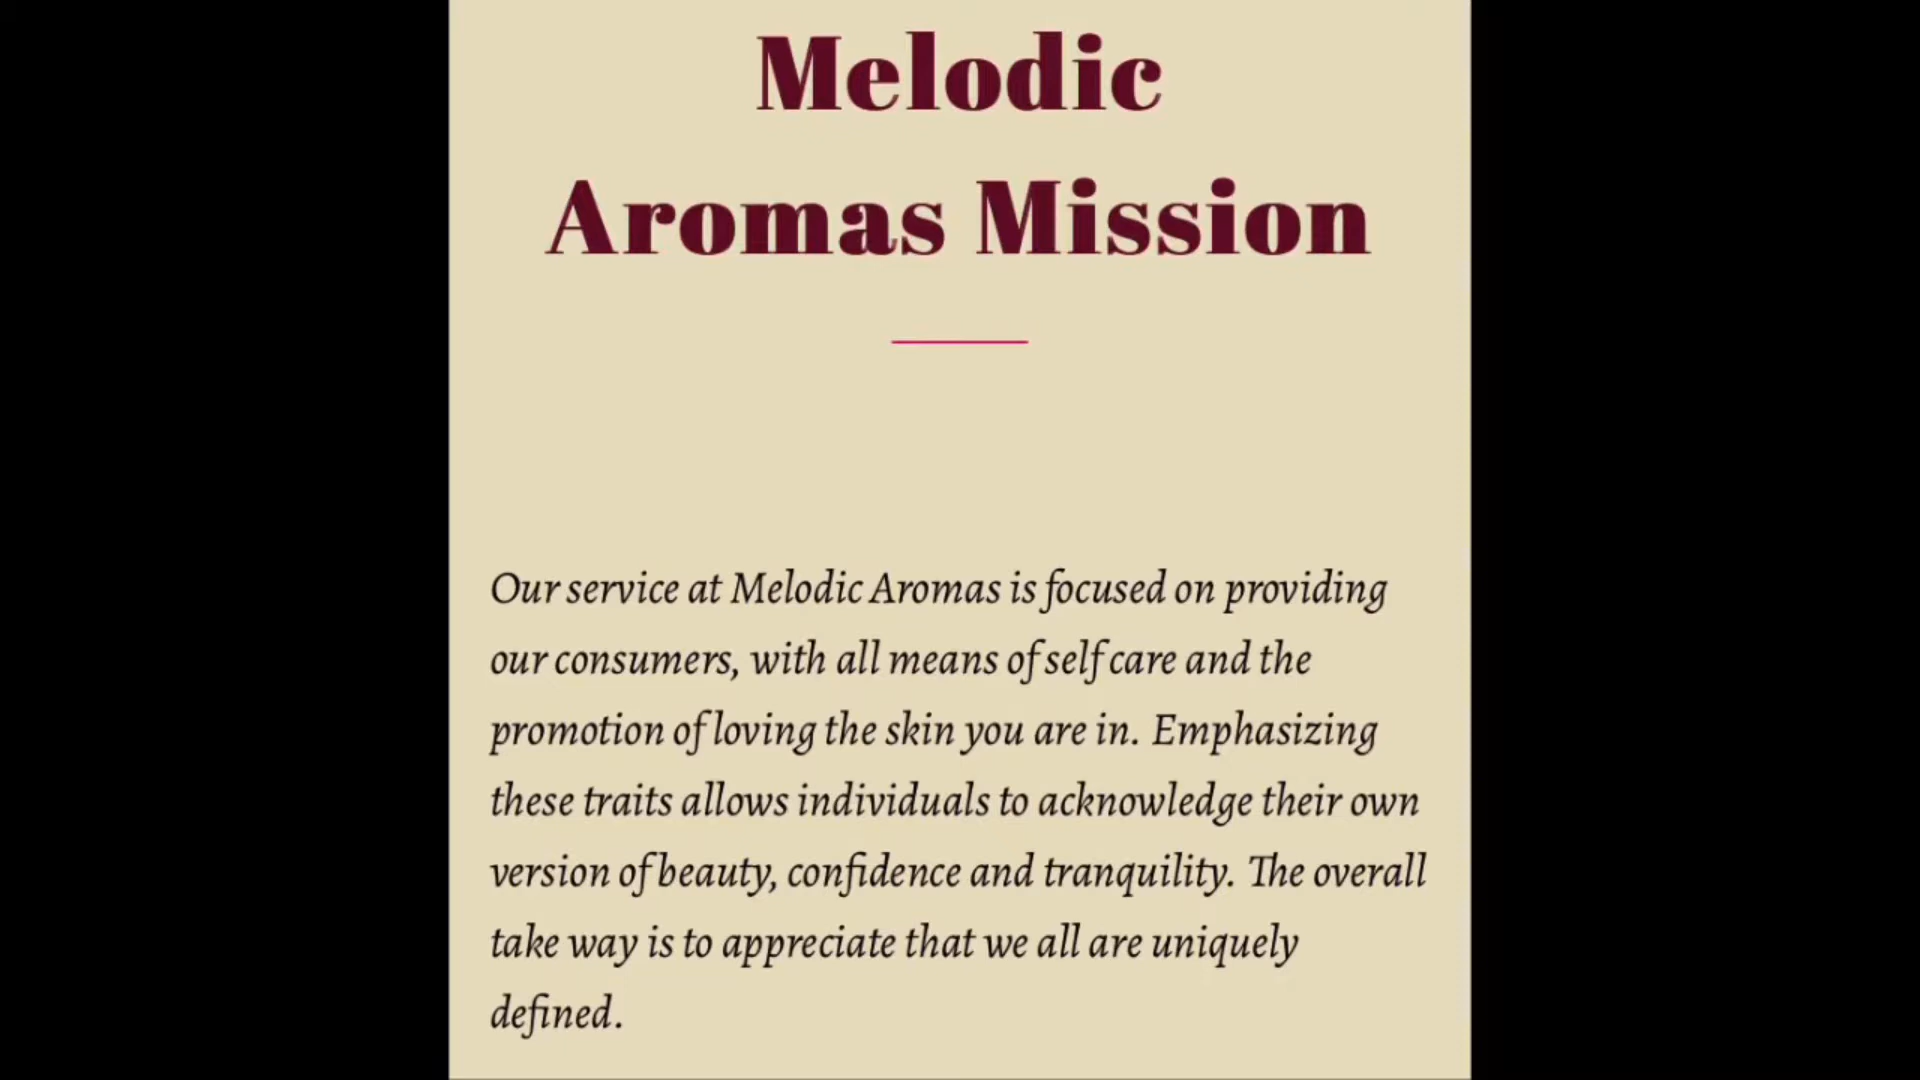 Melodic
Aromas Mission
Our service at Melodic Aromas is focused on providing
our consumers, with all means of self care and the
promotion of loving the skin you are in. Emphasizing
these traits allows individuals to acknowledge their own
version of beauty, confidence and tranquility. The overall
take way is to appreciate that we all are uniquely
defined.